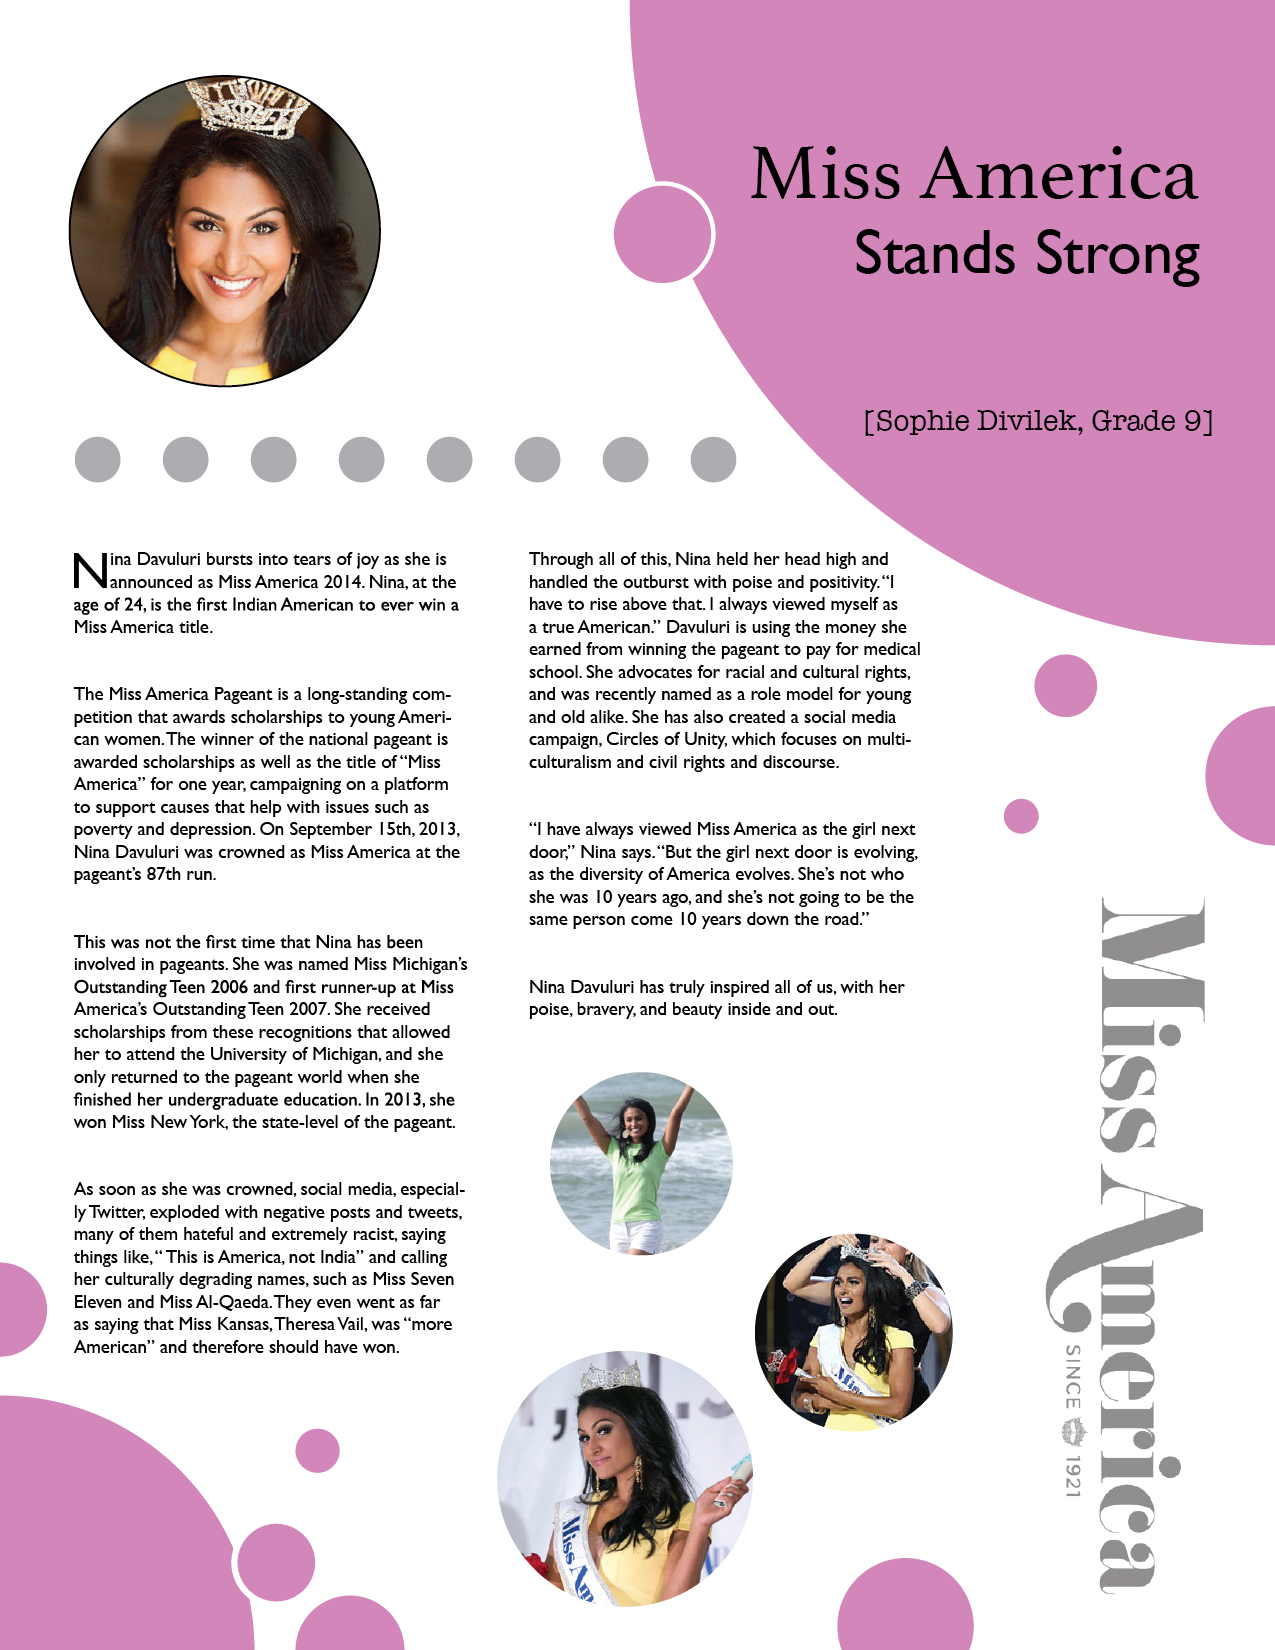 Miss America
Stands Strong
[Sophie Divilek, Grade 9]
Nina Davuluri bursts into tears of joy as she is
announced as Miss America 2014. Nina, at the
age of 24, is the first Indian American to ever win a
Miss America title.
The Miss America Pageant is a long-standing com-
petition that awards scholarships to young Ameri-
can women. The winner of the national pageant is
awarded scholarships as well as the title of “Miss
America” for one year, campaigning on a platform
to support causes that help with issues such as
poverty and depression. On September 15th, 2013,
Nina Davuluri was crowned as Miss America at the
pageant’s 87th run.
This was not the first time that Nina has been
involved in pageants. She was named Miss Michigan’s
Outstanding Teen 2006 and first runner-up at Miss
America’s Outstanding Teen 2007. She received
scholarships from these recognitions that allowed
her to attend the University of Michigan, and she
only returned to the pageant world when she
finished her undergraduate education. In 2013, she
won Miss New York, the state-level of the pageant.
As soon as she was crowned, social media, especial-
ly Twitter, exploded with negative posts and tweets,
many of them hateful and extremely racist, saying
things like, “ This is America, not India” and calling
her culturally degrading names, such as Miss Seven
Eleven and Miss Al-Qaeda. They even went as far
as saying that Miss Kansas, Theresa Vail, was “more
American” and therefore should have won.
Through all of this, Nina held her head high and
handled the outburst with poise and positivity. “I
have to rise above that. I always viewed myself as
a true American.” Davuluri is using the money she
earned from winning the pageant to pay for medical
school. She advocates for racial and cultural rights,
and was recently named as a role model for young
and old alike. She has also created a social media
campaign, Circles of Unity, which focuses on multi-
culturalism and civil rights and discourse.
“I have always viewed Miss America as the girl next
door,” Nina says. “But the girl next door is evolving,
as the diversity of America evolves. She’s not who
she was 10 years ago, and she’s not going to be the
same person come 10 years down the road.”
Nina Davuluri has truly inspired all of us, with her
poise, bravery, and beauty inside and out.
Miss America
SINCE 1921
Miss
Miss Am